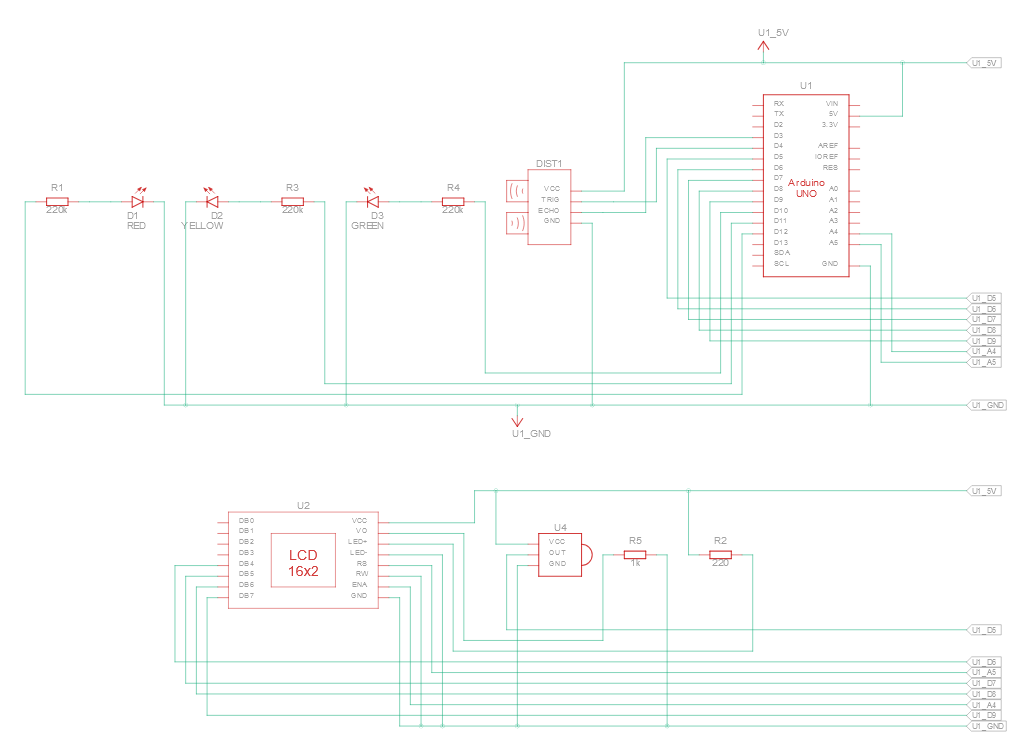 U1_5V
U1_5V
U1
RX VIN
TX 5V
D2 3.3V
D3
D4 AREF
D5 IOREF
D6 RES
D7
Arduino
UNO
D8 A0
D9 A1
D10 A2
D11 A3
D12 A4
D13 A5
SDA
SCL GND
DIST1
VCC
TRIG
ECHO
GND
R1
220k
D1
RED
D2
YELLOW
R3
220k
D3
GREEN
R4
220k
U1_D5
U1_D6
U1_D7
U1_D8
U1_D9
U1_A4
U1_A5
U1_GND
U1_GND
U1_5V
U2
DB0 VCC
DB1 VO
DB2 LED+
DB3 LED-
DB4 RS
DB5 RW
DB6 ENA
DB7 GND
LCD
16x2
U4
VCC
OUT
GND
R5
1k
R2
220
U1_D5
U1_D6
U1_A5
U1_D7
U1_D8
U1_A4
U1_D9
U1_GND